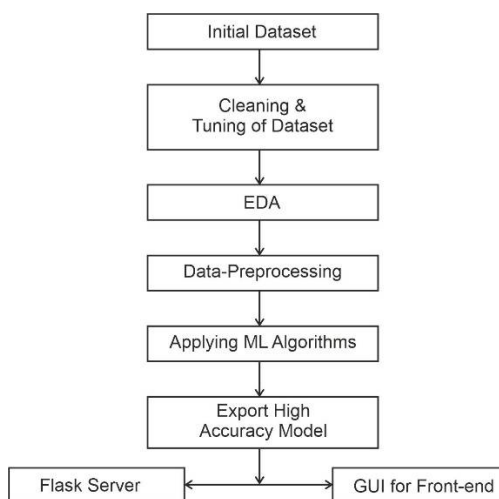 Initial Dataset
Cleaning &
Tuning of Dataset
EDA
Data-Preprocessing
Applying ML Algorithms
Export High
Accuracy Model
Flask Server
GUI for Front-end